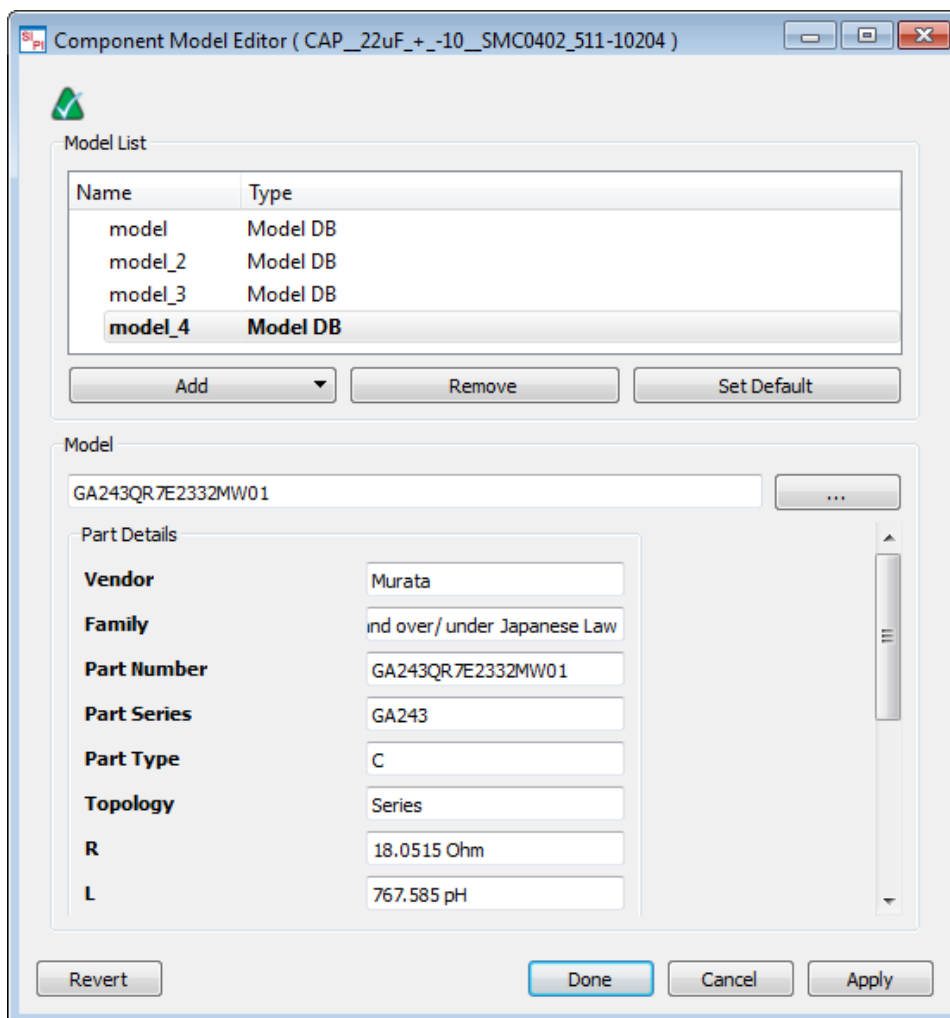 SI PI Component Model Editor ( CAP__22uF_+_-10__SMC0402_511-10204 )
Model List
Name Type
model Model DB
model_2 Model DB
model_3 Model DB
model_4 Model DB
Add Remove Set Default
Model
GA243QR7E2332MW01 ...
Part Details
Vendor Murata
Family and over/ under Japanese Law
Part Number GA243QR7E2332MW01
Part Series GA243
Part Type C
Topology Series
R 18.0515 Ohm
L 767.585 pH
Revert Done Cancel Apply